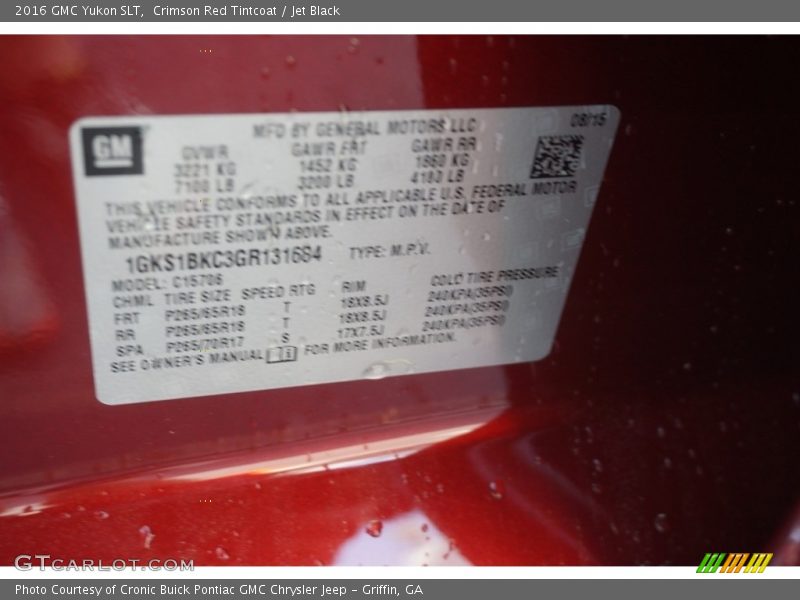 2016 GMC Yukon SLT,  Crimson Red Tintcoat / Jet Black
MFD BY GENERAL MOTORS LLC 08/15
GM
GVWR GAWR FRT GAWR RR
3221 KG 1452 KG 1860 KG
7100 LB 3200 LB 4180 LB
THIS VEHICLE CONFORMS TO ALL APPLICABLE U.S. FEDERAL MOTOR
VEHICLE SAFETY STANDARDS IN EFFECT ON THE DATE OF
MANUFACTURE SHOWN ABOVE.
1GKS1BKC3GR131684 TYPE: M.P.V.
MODEL: C15706
CHML TIRE SIZE SPEED RTG RIM COLD TIRE PRESSURE
FRT P265/65R18 T 18X8.5J 240KPA(35PSI)
RR P265/65R18 T 18X8.5J 240KPA(35PSI)
SPA P265/70R17 S 17X7.5J 240KPA(35PSI)
SEE OWNER'S MANUAL FOR MORE INFORMATION.
GTCARLOT.COM
Photo Courtesy of Cronic Buick Pontiac GMC Chrysler Jeep – Griffin, GA